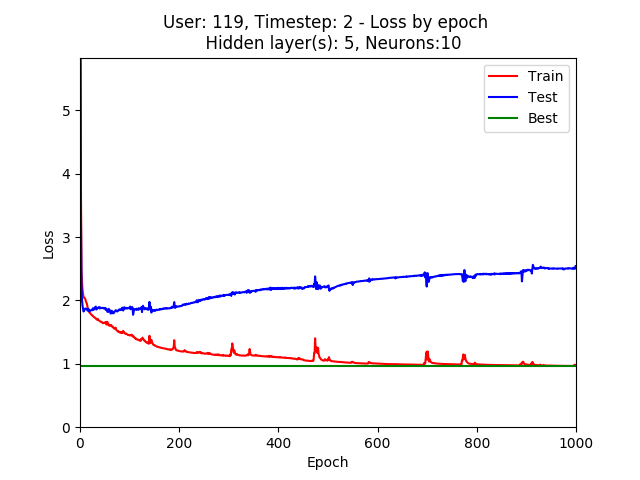 User: 119, Timestep: 2 - Loss by epoch
Hidden layer(s): 5, Neurons:10
Train
Test
Best
5
4
3
2
1
0
Loss
0 200 400 600 800 1000
Epoch